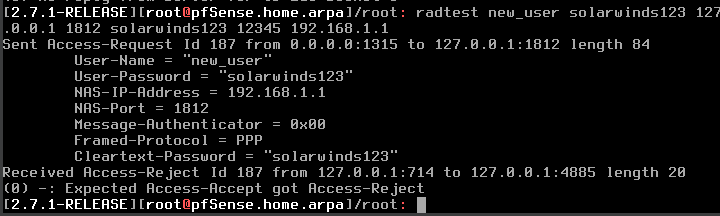 [2.7.1-RELEASE][root@pfSense.home.arpa]/root: radtest new_user solarwinds123 127
.0.0.1 1812 solarwinds123 12345 192.168.1.1
Sent Access-Request Id 187 from 0.0.0.0:1315 to 127.0.0.1:1812 length 84
User-Name = "new_user"
User-Password = "solarwinds123"
NAS-IP-Address = 192.168.1.1
NAS-Port = 1812
Message-Authenticator = 0x00
Framed-Protocol = PPP
Cleartext-Password = "solarwinds123"
Received Access-Reject Id 187 from 127.0.0.1:714 to 127.0.0.1:4885 length 20
(0) -: Expected Access-Accept got Access-Reject
[2.7.1-RELEASE][root@pfSense.home.arpa]/root: